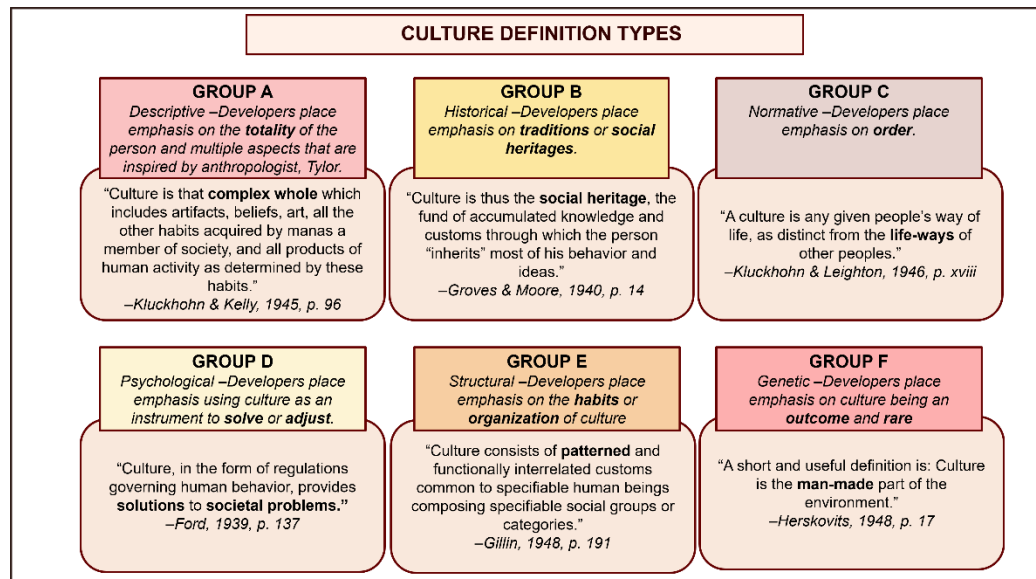 CULTURE DEFINITION TYPES
GROUP A
Descriptive –Developers place
emphasis on the totality of the
person and multiple aspects that are
inspired by anthropologist, Tylor.
“Culture is that complex whole which
includes artifacts, beliefs, art, all the
other habits acquired by manas a
member of society, and all products of
human activity as determined by these
habits.”
–Kluckhohn & Kelly, 1945, p. 96
GROUP B
Historical –Developers place
emphasis on traditions or social
heritages.
“Culture is thus the social heritage, the
fund of accumulated knowledge and
customs through which the person
“inherits” most of his behavior and
ideas.”
–Groves & Moore, 1940, p. 14
GROUP C
Normative –Developers place
emphasis on order.
“A culture is any given people’s way of
life, as distinct from the life-ways of
other peoples.”
–Kluckhohn & Leighton, 1946, p. xviii
GROUP D
Psychological –Developers place
emphasis using culture as an
instrument to solve or adjust.
“Culture, in the form of regulations
governing human behavior, provides
solutions to societal problems.”
–Ford, 1939, p. 137
GROUP E
Structural –Developers place
emphasis on the habits or
organization of culture
“Culture consists of patterned and
functionally interrelated customs
common to specifiable human beings
composing specifiable social groups or
categories.”
–Gillin, 1948, p. 191
GROUP F
Genetic –Developers place
emphasis on culture being an
outcome and rare
“A short and useful definition is: Culture
is the man-made part of the
environment.”
–Herskovits, 1948, p. 17